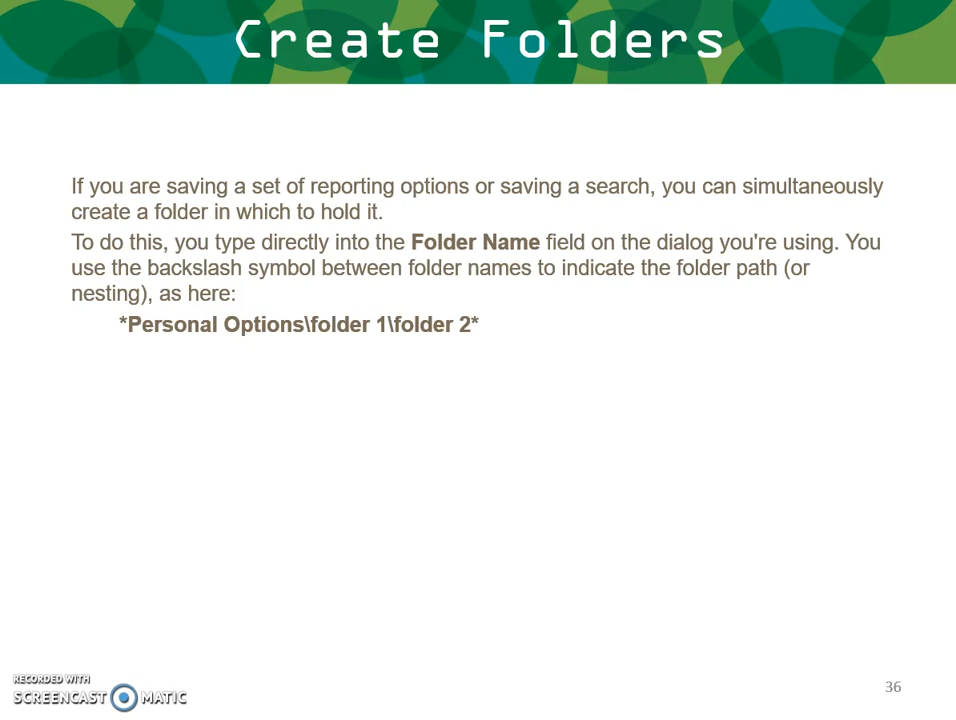 Create Folders
If you are saving a set of reporting options or saving a search, you can simultaneously
create a folder in which to hold it.
To do this, you type directly into the Folder Name field on the dialog you're using. You
use the backslash symbol between folder names to indicate the folder path (or
nesting), as here:
*Personal Options\folder 1\folder 2*
RECORDED WITH
SCREENCAST MATIC
36